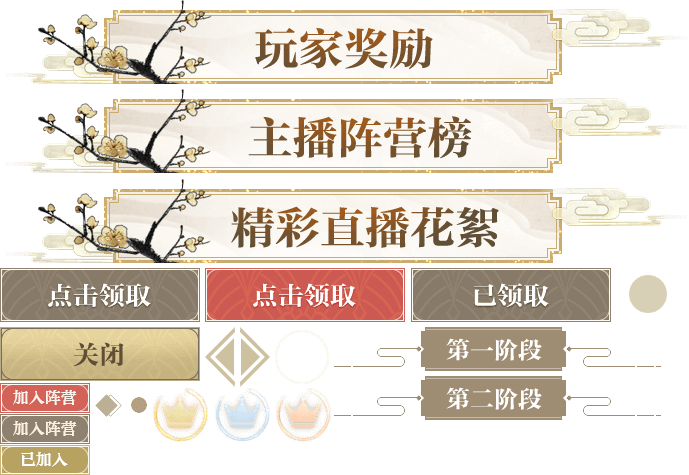 玩家奖励
主播阵营榜
精彩直播花絮
点击领取
点击领取
已领取
关闭
第一阶段
第二阶段
加入阵营
加入阵营
已加入